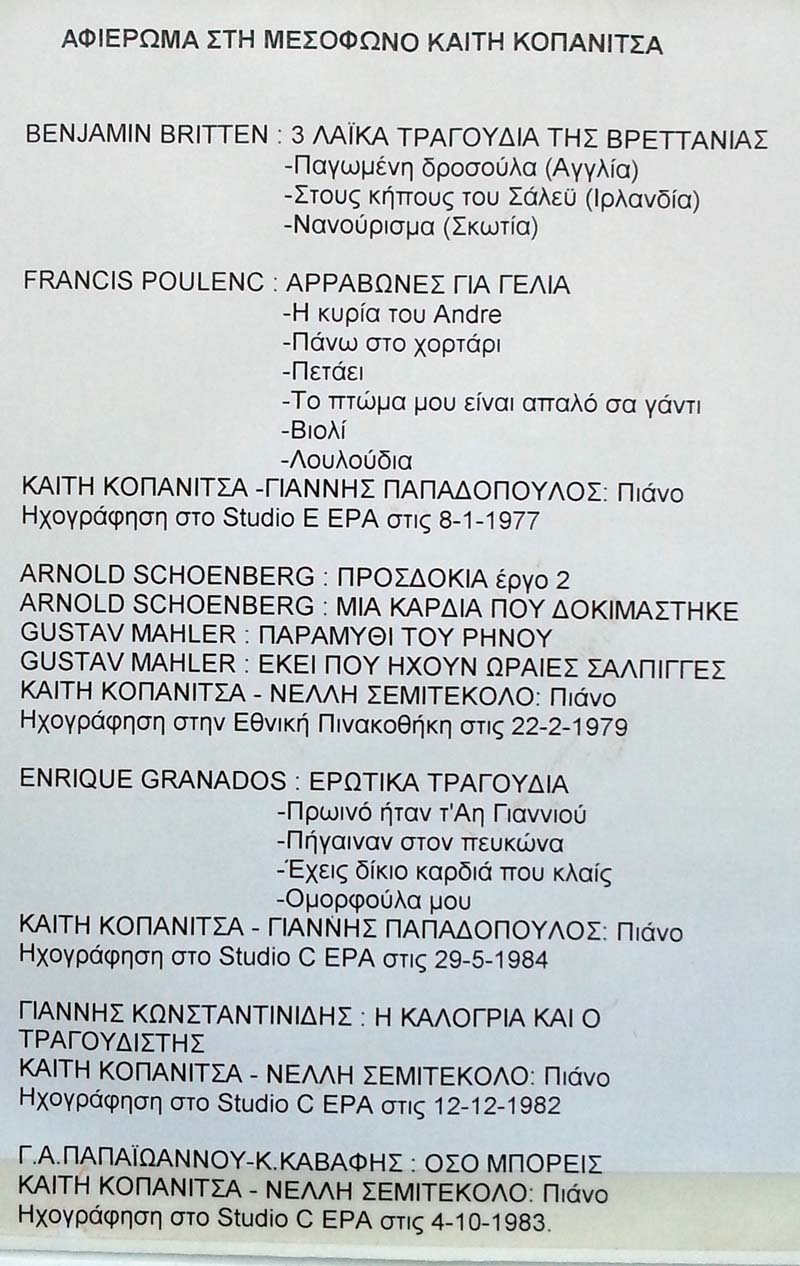 ΑΦΙΕΡΩΜΑ ΣΤΗ ΜΕΣΟΦΩΝΟ ΚΑΙΤΗ ΚΟΠΑΝΙΤΣΑ
BENJAMIN BRITTEN : 3 ΛΑΪΚΑ ΤΡΑΓΟΥΔΙΑ ΤΗΣ ΒΡΕΤΤΑΝΙΑΣ
-Παγωμένη δροσούλα (Αγγλία)
-Στους κήπους του Σάλεϋ (Ιρλανδία)
-Νανούρισμα (Σκωτία)
FRANCIS POULENC : ΑΡΡΑΒΩΝΕΣ ΓΙΑ ΓΕΛΙΑ
-Η κυρία του Andre
-Πάνω στο χορτάρι
-Πετάει
-Το πτώμα μου είναι απαλό σα γάντι
-Βιολί
-Λουλούδια
ΚΑΙΤΗ ΚΟΠΑΝΙΤΣΑ -ΓΙΑΝΝΗΣ ΠΑΠΑΔΟΠΟΥΛΟΣ: Πιάνο
Ηχογράφηση στο Studio E ΕΡΑ στις 8-1-1977
ARNOLD SCHOENBERG : ΠΡΟΣΔΟΚΙΑ έργο 2
ARNOLD SCHOENBERG : ΜΙΑ ΚΑΡΔΙΑ ΠΟΥ ΔΟΚΙΜΑΣΤΗΚΕ
GUSTAV MAHLER : ΠΑΡΑΜΥΘΙ ΤΟΥ ΡΗΝΟΥ
GUSTAV MAHLER : ΕΚΕΙ ΠΟΥ ΗΧΟΥΝ ΩΡΑΙΕΣ ΣΑΛΠΙΓΓΕΣ
ΚΑΙΤΗ ΚΟΠΑΝΙΤΣΑ - ΝΕΛΛΗ ΣΕΜΙΤΕΚΟΛΟ: Πιάνο
Ηχογράφηση στην Εθνική Πινακοθήκη στις 22-2-1979
ENRIQUE GRANADOS : ΕΡΩΤΙΚΑ ΤΡΑΓΟΥΔΙΑ
-Πρωινό ήταν τ'Αη Γιαννιού
-Πήγαιναν στον πευκώνα
-Έχεις δίκιο καρδιά που κλαίς
-Ομορφούλα μου
ΚΑΙΤΗ ΚΟΠΑΝΙΤΣΑ - ΓΙΑΝΝΗΣ ΠΑΠΑΔΟΠΟΥΛΟΣ: Πιάνο
Ηχογράφηση στο Studio C ΕΡΑ στις 29-5-1984
ΓΙΑΝΝΗΣ ΚΩΝΣΤΑΝΤΙΝΙΔΗΣ : Η ΚΑΛΟΓΡΙΑ ΚΑΙ Ο
ΤΡΑΓΟΥΔΙΣΤΗΣ
ΚΑΙΤΗ ΚΟΠΑΝΙΤΣΑ - ΝΕΛΛΗ ΣΕΜΙΤΕΚΟΛΟ: Πιάνο
Ηχογράφηση στο Studio C ΕΡΑ στις 12-12-1982
Γ.Α.ΠΑΠΑΪΩΑΝΝΟΥ-Κ.ΚΑΒΑΦΗΣ : ΟΣΟ ΜΠΟΡΕΙΣ
ΚΑΙΤΗ ΚΟΠΑΝΙΤΣΑ - ΝΕΛΛΗ ΣΕΜΙΤΕΚΟΛΟ: Πιάνο
Ηχογράφηση στο Studio C ΕΡΑ στις 4-10-1983.